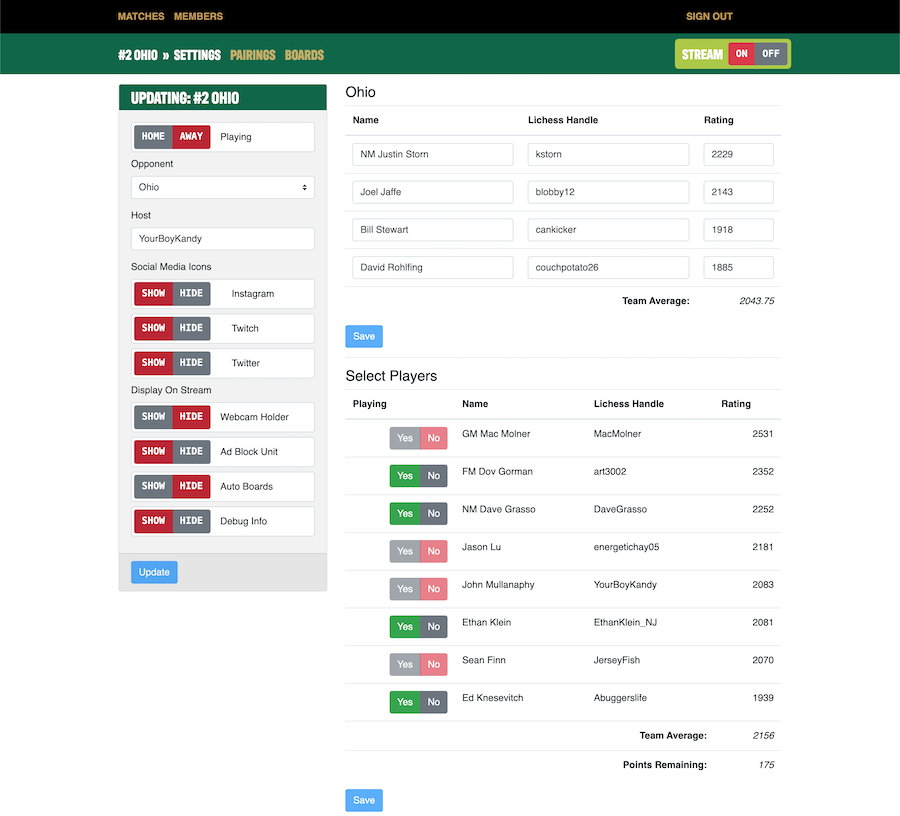 MATCHES MEMBERS SIGN OUT
#2 OHIO » SETTINGS PAIRINGS BOARDS STREAM ON OFF
UPDATING: #2 OHIO
HOME AWAY Playing
Opponent
Ohio
Host
YourBoyKandy
Social Media Icons
SHOW HIDE Instagram
SHOW HIDE Twitch
SHOW HIDE Twitter
Display On Stream
SHOW HIDE Webcam Holder
SHOW HIDE Ad Block Unit
SHOW HIDE Auto Boards
SHOW HIDE Debug Info
Update
Ohio
Name Lichess Handle Rating
NM Justin Storn kstorn 2229
Joel Jaffe blobby12 2143
Bill Stewart cankicker 1918
David Rohlfing couchpotato26 1885
Team Average: 2043.75
Save
Select Players
Playing Name Lichess Handle Rating
Yes No GM Mac Molner MacMolner 2531
Yes No FM Dov Gorman art3002 2352
Yes No NM Dave Grasso DaveGrasso 2252
Yes No Jason Lu energetichay05 2181
Yes No John Mullanaphy YourBoyKandy 2083
Yes No Ethan Klein EthanKlein_NJ 2081
Yes No Sean Finn JerseyFish 2070
Yes No Ed Knesevitch Abuggerslife 1939
Team Average: 2156
Points Remaining: 175
Save